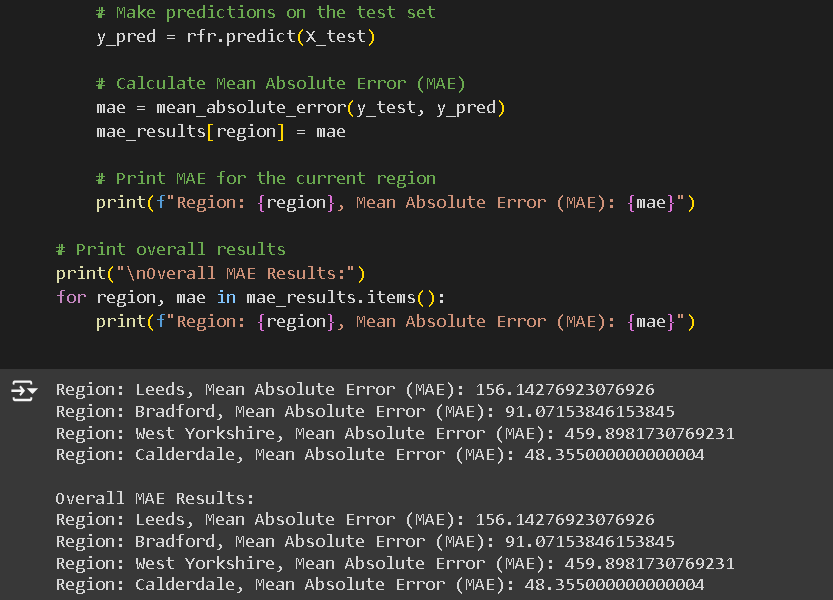 # Make predictions on the test set
y_pred = rfr.predict(X_test)
# Calculate Mean Absolute Error (MAE)
mae = mean_absolute_error(y_test, y_pred)
mae_results[region] = mae
# Print MAE for the current region
print(f"Region: {region}, Mean Absolute Error (MAE): {mae}")
# Print overall results
print("\nOverall MAE Results:")
for region, mae in mae_results.items():
print(f"Region: {region}, Mean Absolute Error (MAE): {mae}")
Region: Leeds, Mean Absolute Error (MAE): 156.14276923076926
Region: Bradford, Mean Absolute Error (MAE): 91.07153846153845
Region: West Yorkshire, Mean Absolute Error (MAE): 459.8981730769231
Region: Calderdale, Mean Absolute Error (MAE): 48.355000000000004
Overall MAE Results:
Region: Leeds, Mean Absolute Error (MAE): 156.14276923076926
Region: Bradford, Mean Absolute Error (MAE): 91.07153846153845
Region: West Yorkshire, Mean Absolute Error (MAE): 459.8981730769231
Region: Calderdale, Mean Absolute Error (MAE): 48.355000000000004